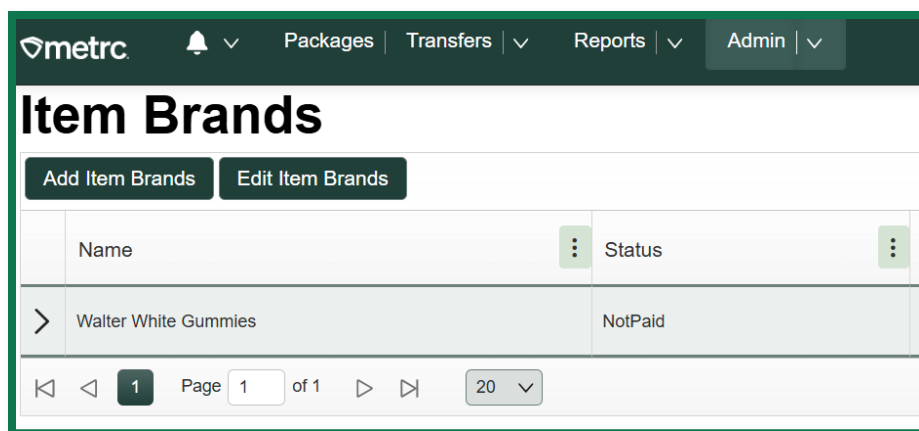 metrc. Packages Transfers Reports Admin
Item Brands
Add Item Brands Edit Item Brands
Name Status
Walter White Gummies NotPaid
1 Page 1 of 1 20